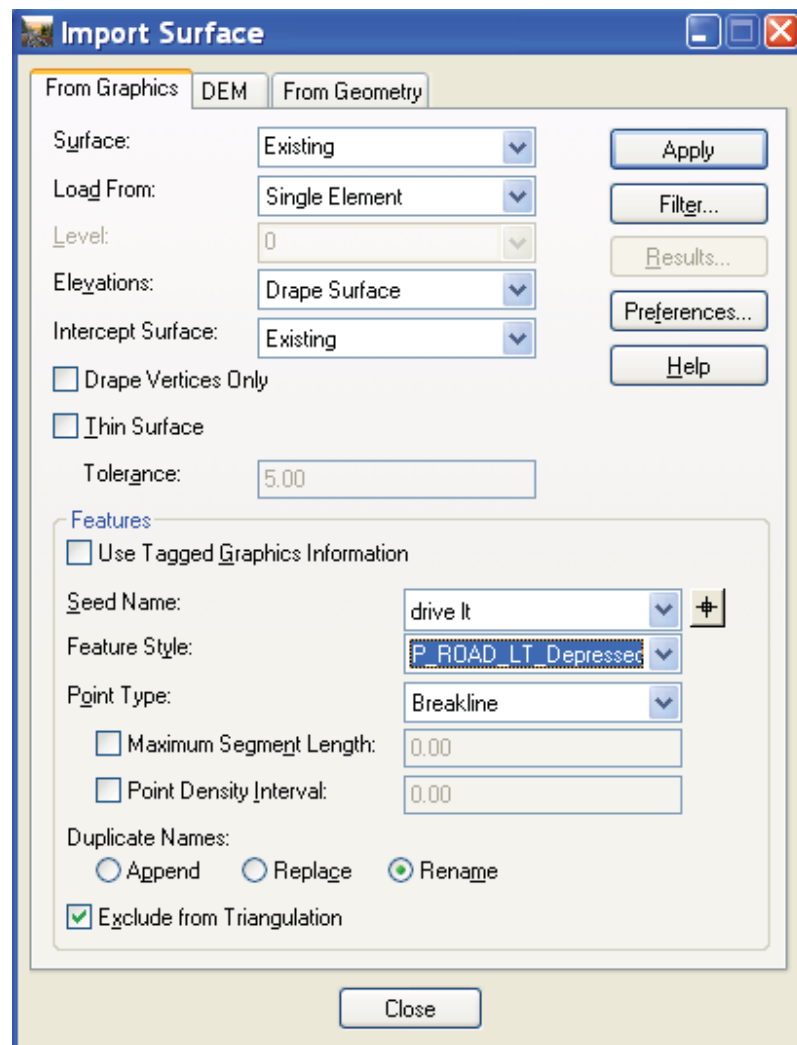 Import Surface
From Graphics DEM From Geometry
Surface: Existing Apply
Load From: Single Element Filter...
Level: 0 Results...
Elevations: Drape Surface Preferences...
Intercept Surface: Existing Help
Drape Vertices Only
Thin Surface
Tolerance: 5.00
Features
Use Tagged Graphics Information
Seed Name: drive lt
Feature Style: P_ROAD_LT_Depressed
Point Type: Breakline
Maximum Segment Length: 0.00
Point Density Interval: 0.00
Duplicate Names:
Append Replace Rename
Exclude from Triangulation
Close